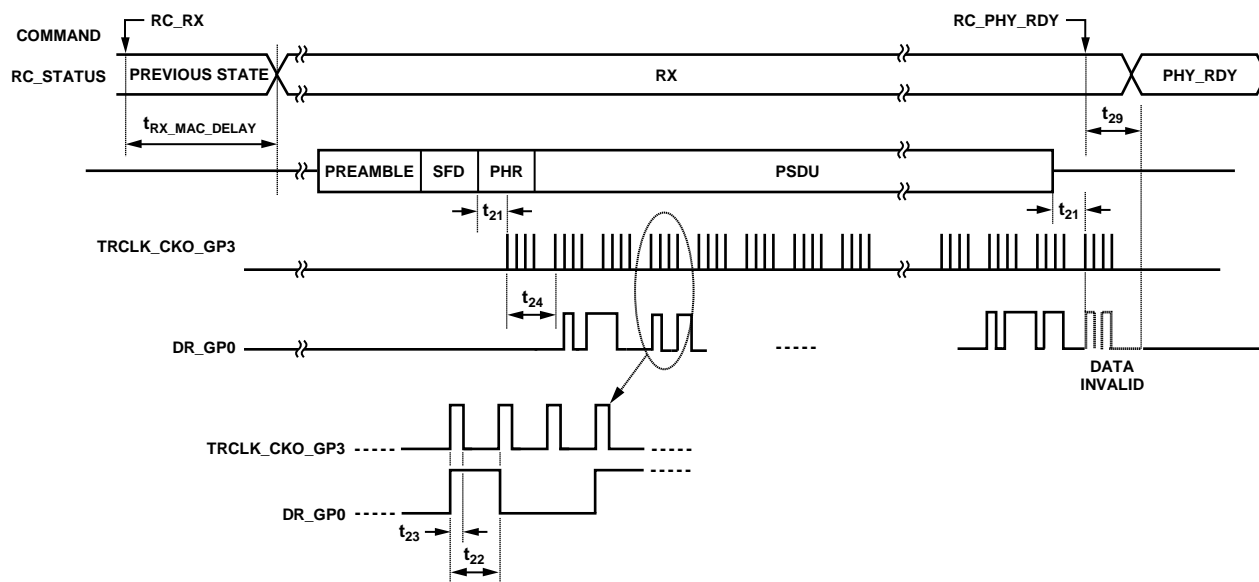 RC_RX
RC_PHY_RDY
COMMAND
RC_STATUS
PREVIOUS STATE
RX
PHY_RDY
tRX_MAC_DELAY
t29
PREAMBLE
SFD
PHR
PSDU
t21
t21
TRCLK_CKO_GP3
t24
DR_GP0
DATA
INVALID
TRCLK_CKO_GP3
DR_GP0
t23
t22